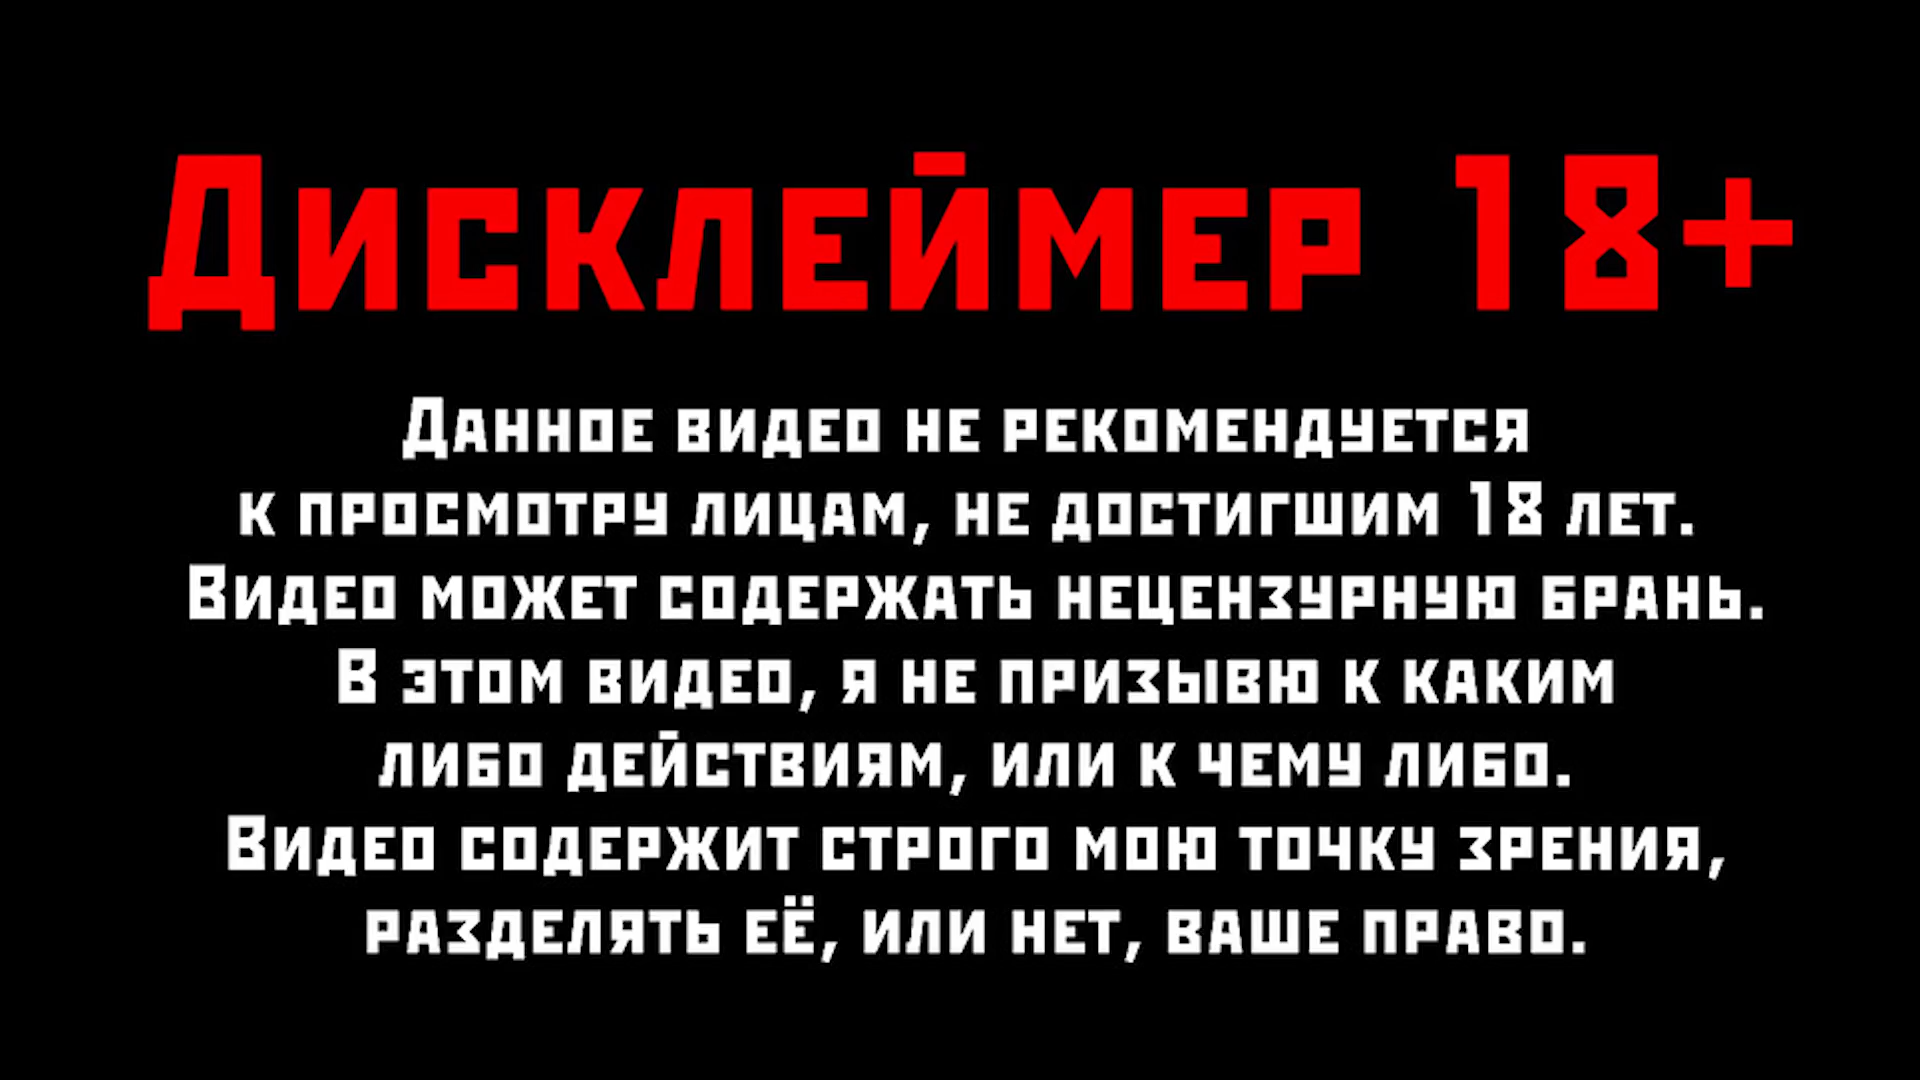 Дисклеймер 18+
Данное видео не рекомендуется
к просмотру лицам, не достигшим 18 лет.
Видео может содержать нецензурную брань.
В этом видео, я не призывю к каким
либо действиям, или к чему либо.
Видео содержит строго мою точку зрения,
разделять её, или нет, ваше право.